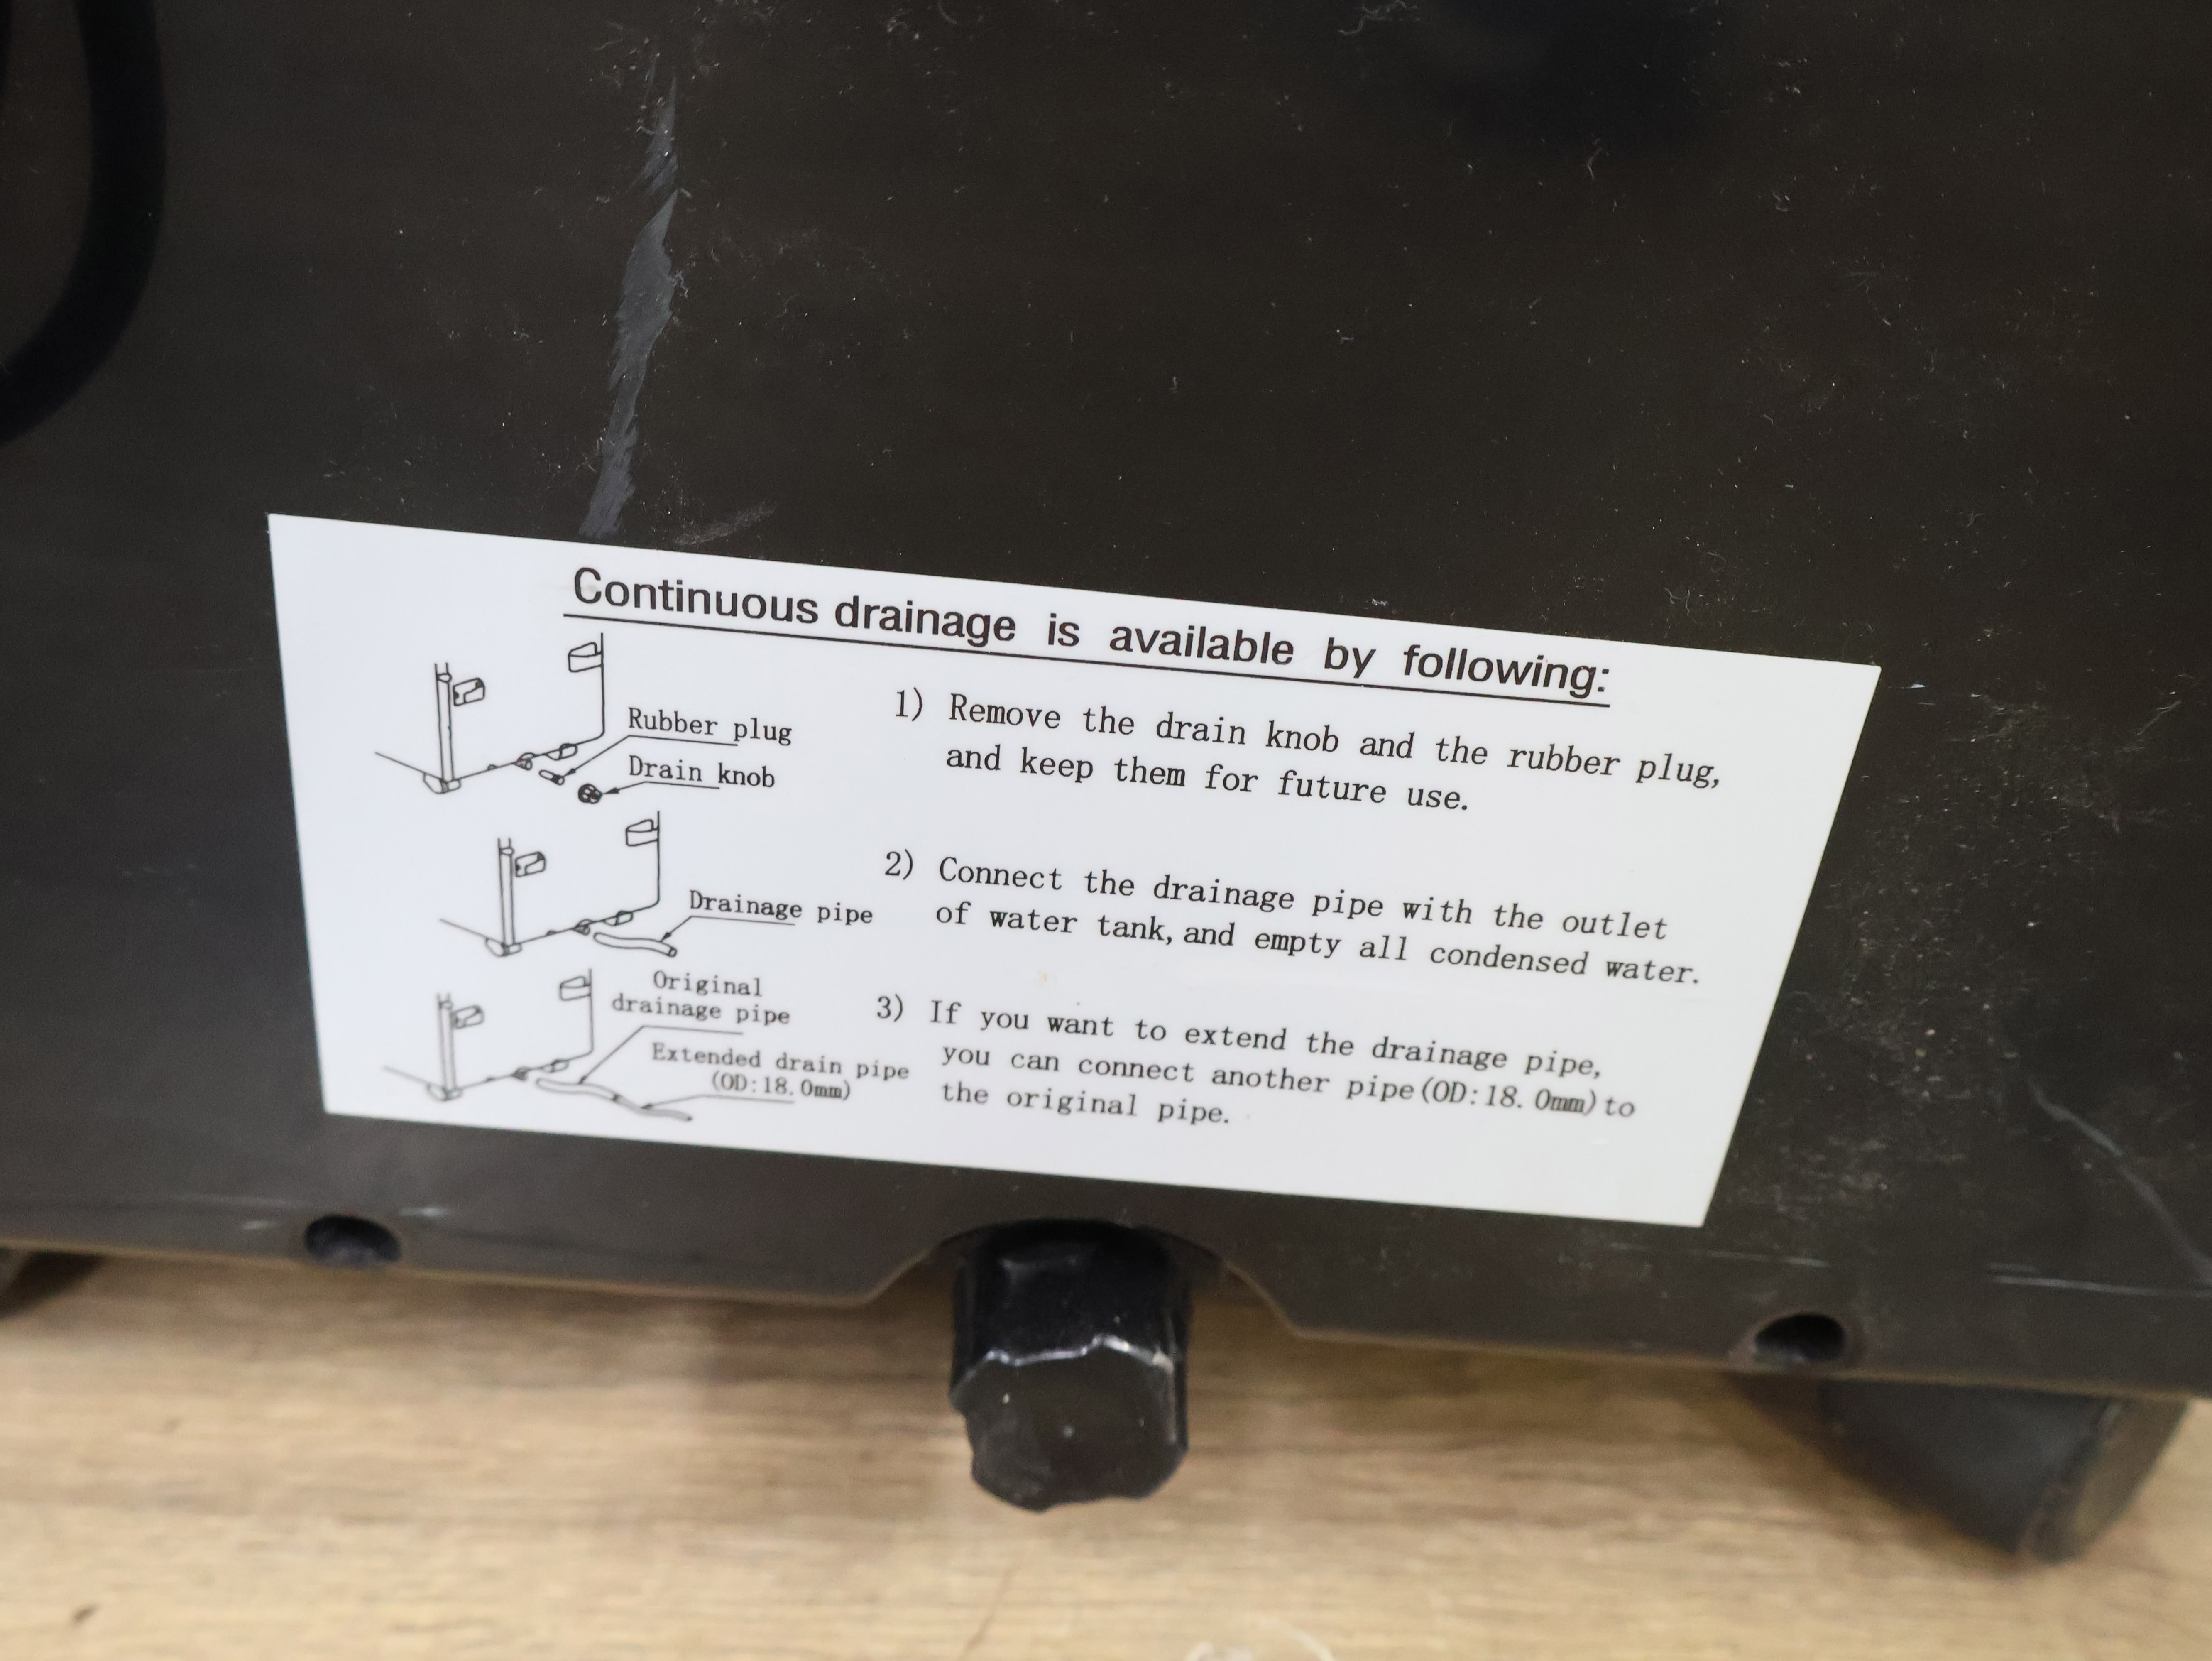 Continuous drainage is available by following:
Rubber plug
Drain knob
1) Remove the drain knob and the rubber plug,
and keep them for future use.
Drainage pipe
2) Connect the drainage pipe with the outlet
of water tank, and empty all condensed water.
Original
drainage pipe
Extended drain pipe
(OD:18.0mm)
3) If you want to extend the drainage pipe,
you can connect another pipe(OD:18.0mm)to
the original pipe.